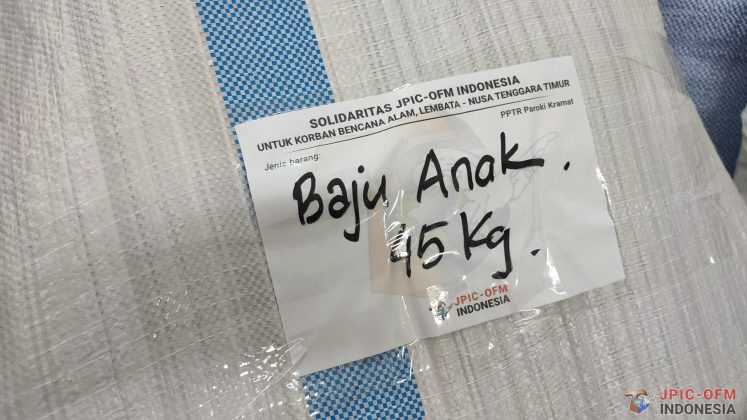 SOLIDARITAS JPIC-OFM INDONESIA
UNTUK KORBAN BENCANA ALAM, LEMBATA - NUSA TENGGARA TIMUR
PPTR Paroki Kramat
Jenis barang:
Baju Anak.
45 Kg.
JPIC-OFM
INDONESIA
JPIC-OFM
INDONESIA